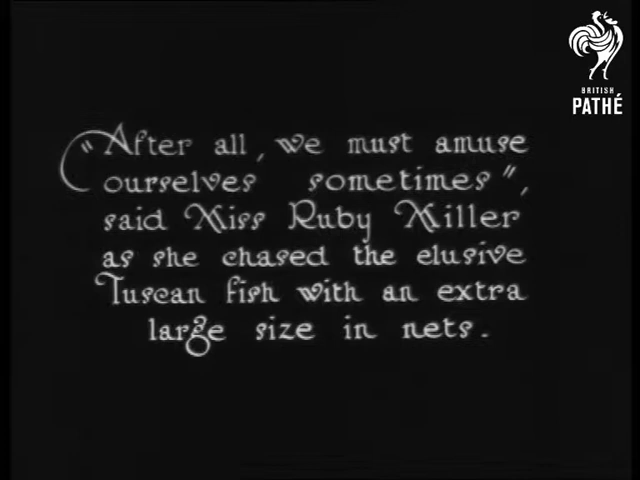 BRITISH
PATHÉ
"After all, we must amuse
ourselves sometimes",
said Miss Ruby Miller
as she chased the elusive
Tuscan fish with an extra
large size in nets.